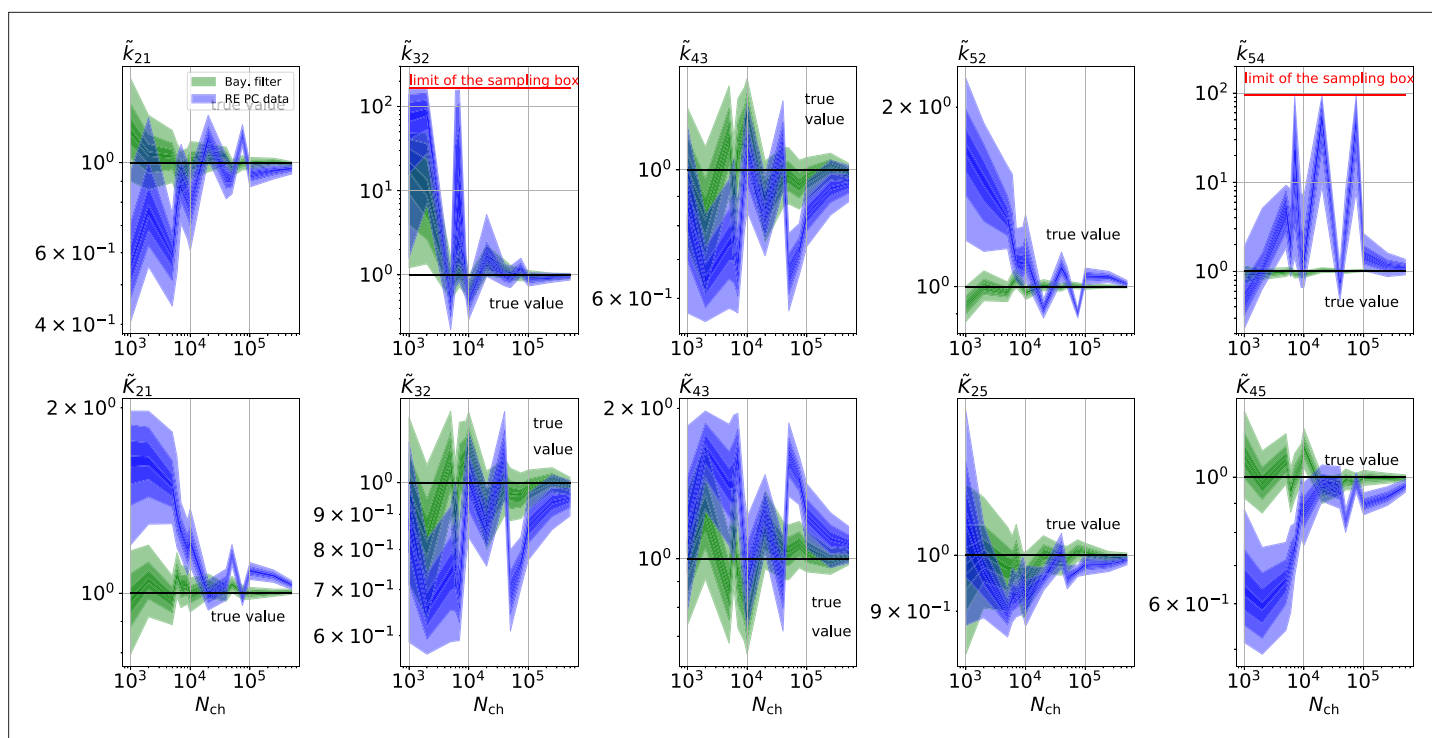 k̃21 k̃32 k̃43 k̃52 k̃54
Bay. filter
RE PC data
true value
limit of the sampling box
true
value
true value
limit of the sampling box
true value
true value
10^0
6 × 10^−1
4 × 10^−1
10^2
10^1
10^0
10^0
6 × 10^−1
2 × 10^0
10^0
10^2
10^1
10^0
10^3 10^4 10^5 10^3 10^4 10^5 10^3 10^4 10^5 10^3 10^4 10^5 10^3 10^4 10^5
K̃21 K̃32 K̃43 K̃25 K̃45
2 × 10^0
10^0
true value
true
value
10^0
9 × 10^−1
8 × 10^−1
7 × 10^−1
6 × 10^−1
2 × 10^0
10^0
true
value
10^0
9 × 10^−1
true value
10^0
6 × 10^−1
true value
10^3 10^4 10^5 10^3 10^4 10^5 10^3 10^4 10^5 10^3 10^4 10^5 10^3 10^4 10^5
Nch Nch Nch Nch Nch